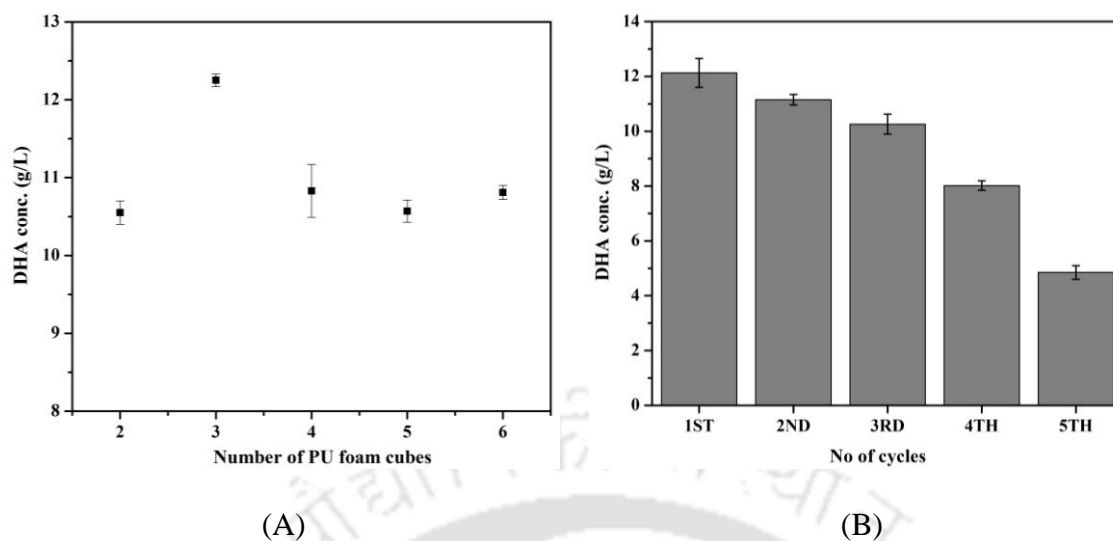 13
12
11
10
9
8
DHA conc. (g/L)
2 3 4 5 6
Number of PU foam cubes
(A)
14
12
10
8
6
4
2
0
DHA conc. (g/L)
1ST 2ND 3RD 4TH 5TH
No of cycles
(B)